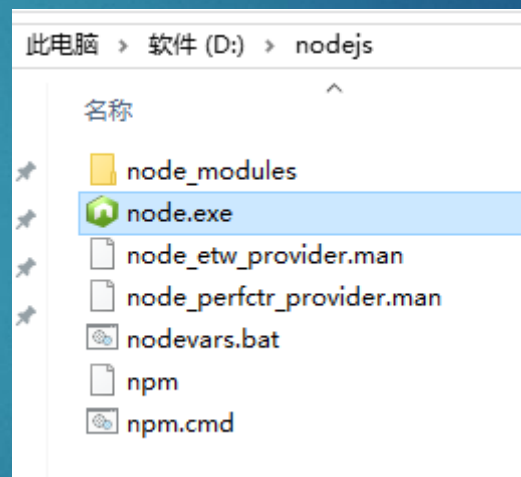 此电脑 > 软件 (D:) > nodejs
名称
node_modules
node.exe
node_etw_provider.man
node_perfctr_provider.man
nodevars.bat
npm
npm.cmd